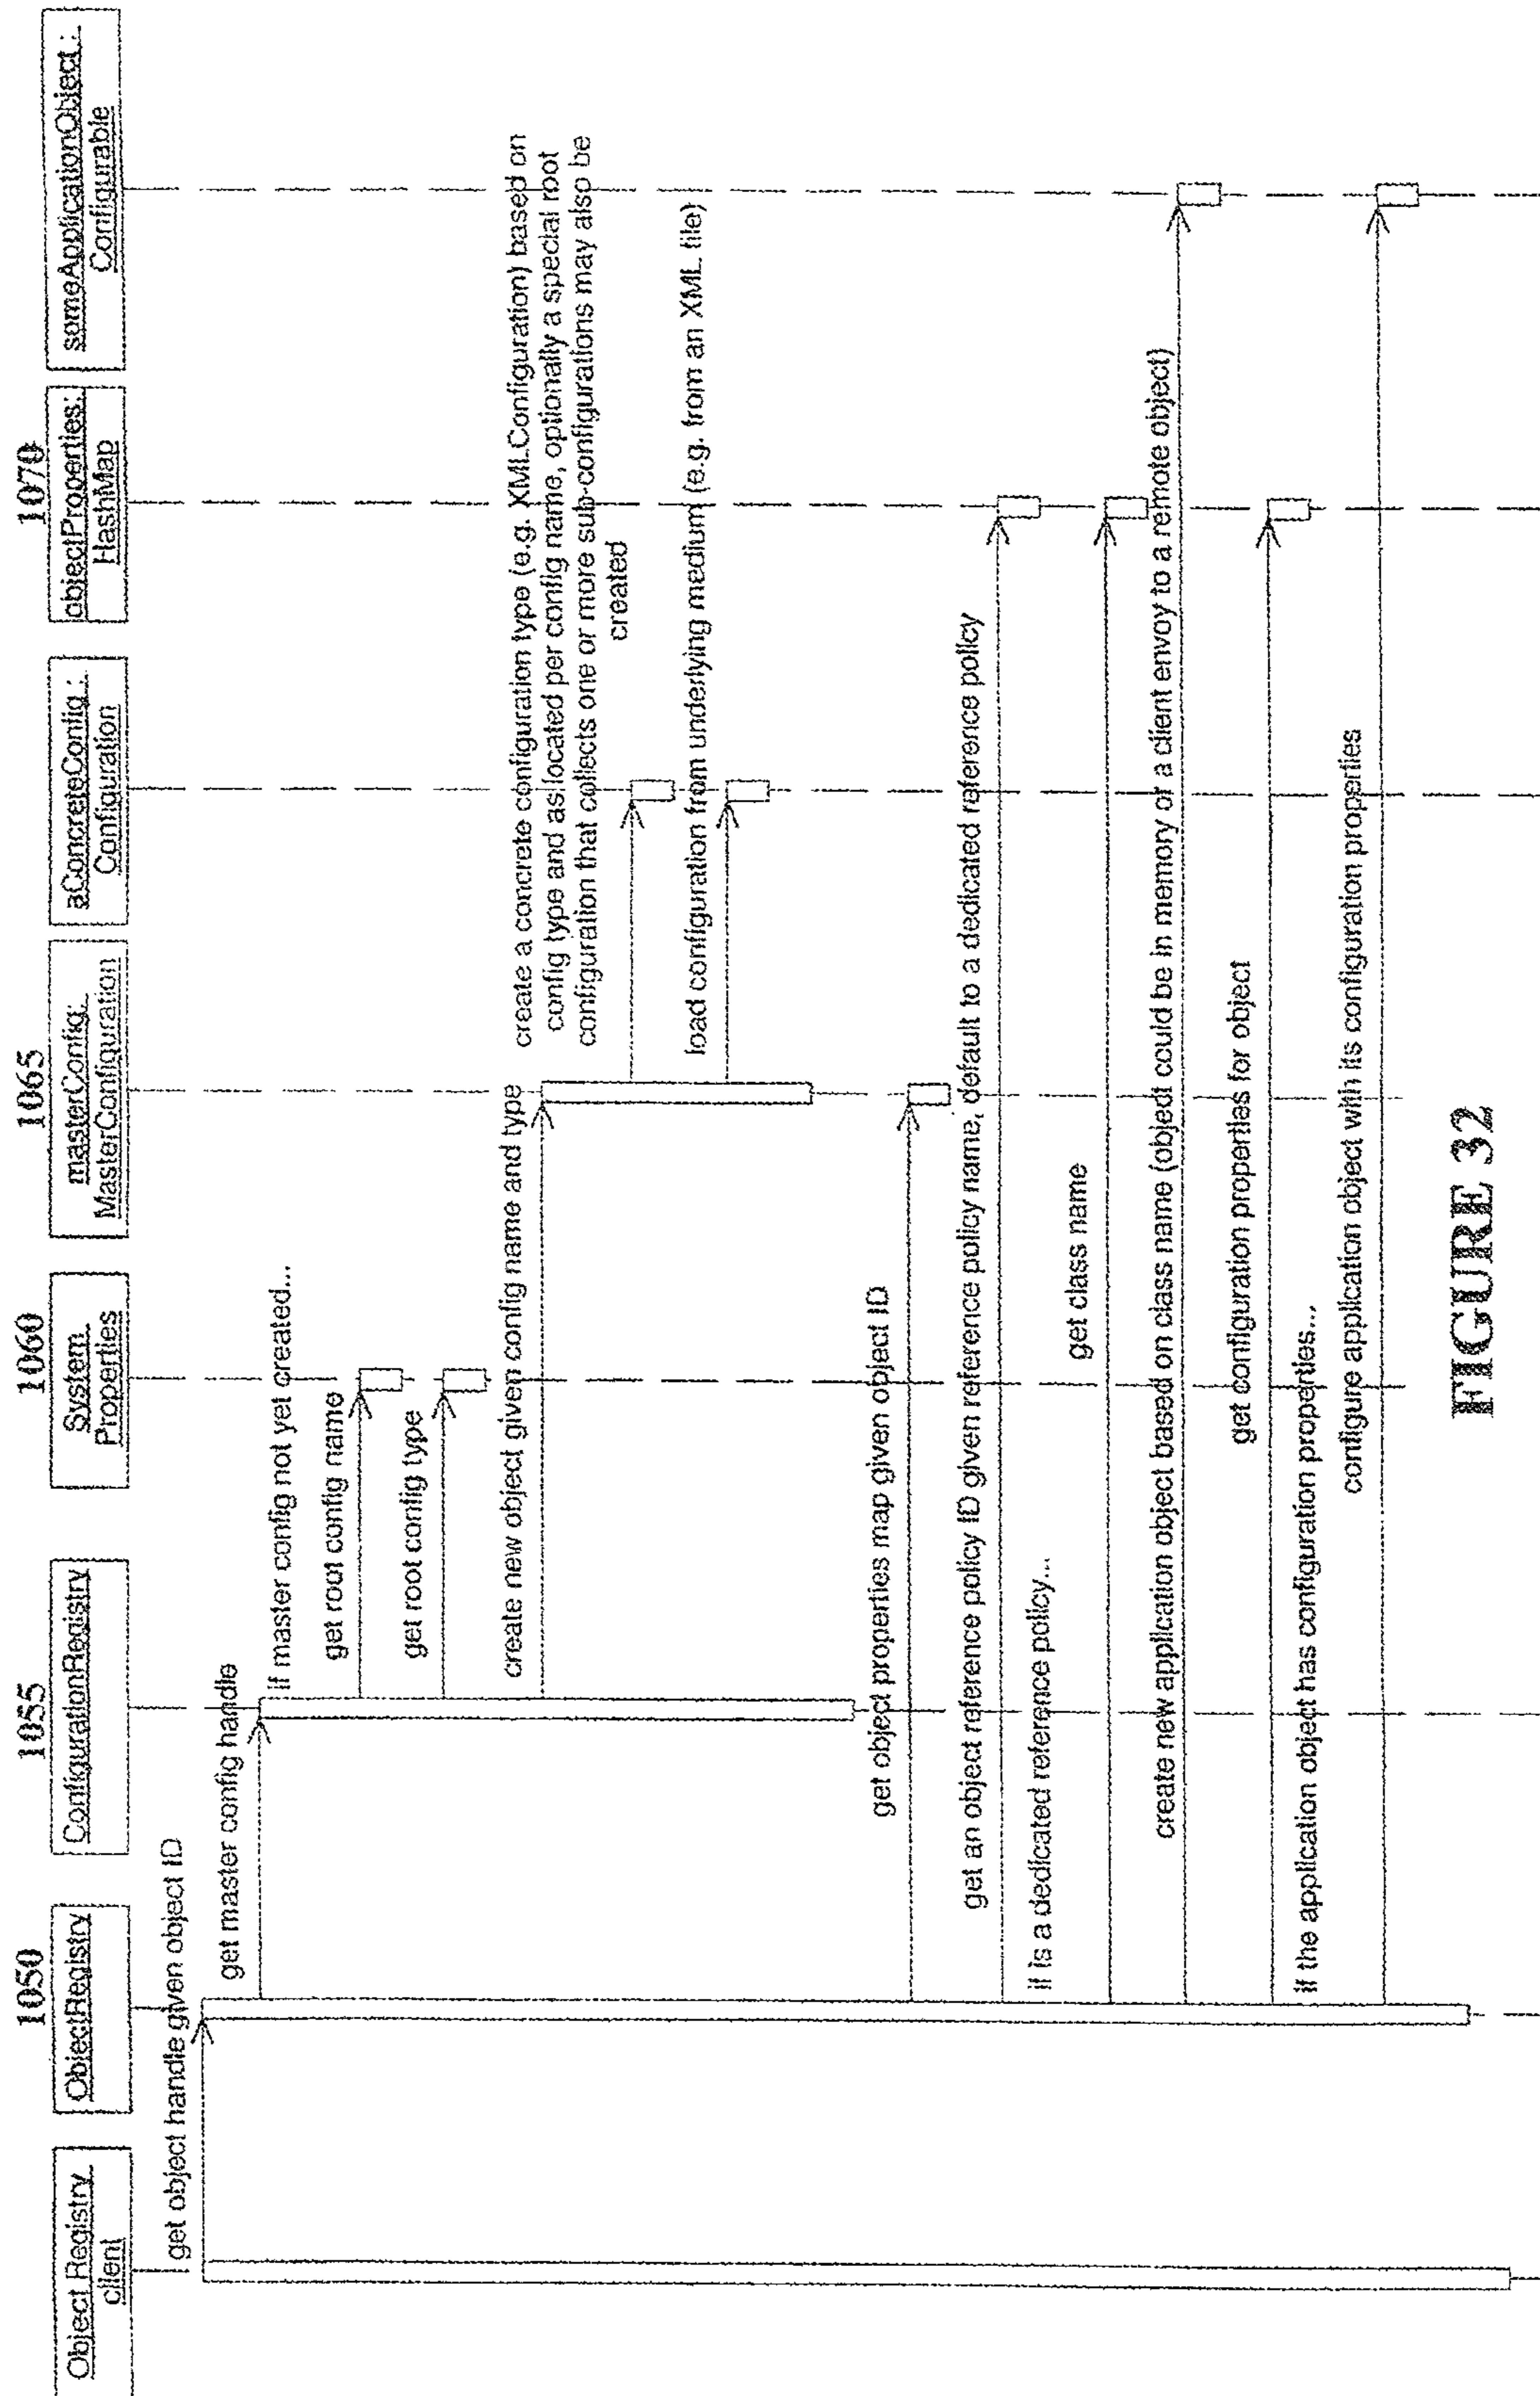 1050
1055
1060
1065
1070
Object Registry
client
ObjectRegistry
ConfigurationRegistry
System
Properties
masterConfig:
MasterConfiguration
aConcreteConfig :
Configuration
objectProperties:
HashMap
someApplicationObject :
Configurable
get object handle given object ID
get master config handle
if master config not yet created...
get root config name
get root config type
create new object given config name and type
create a concrete configuration type (e.g. XMLConfiguration) based on
config type and as located per config name, optionally a special root
configuration that collects one or more sub-configurations may also be
created
load configuration from underlying medium (e.g. from an XML file)
get object properties map given object ID
get an object reference policy ID given reference policy name, default to a dedicated reference policy
if is a dedicated reference policy...
get class name
create new application object based on class name (object could be in memory or a client envoy to a remote object)
get configuration properties for object
if the application object has configuration properties...
configure application object with its configuration properties
FIGURE 32